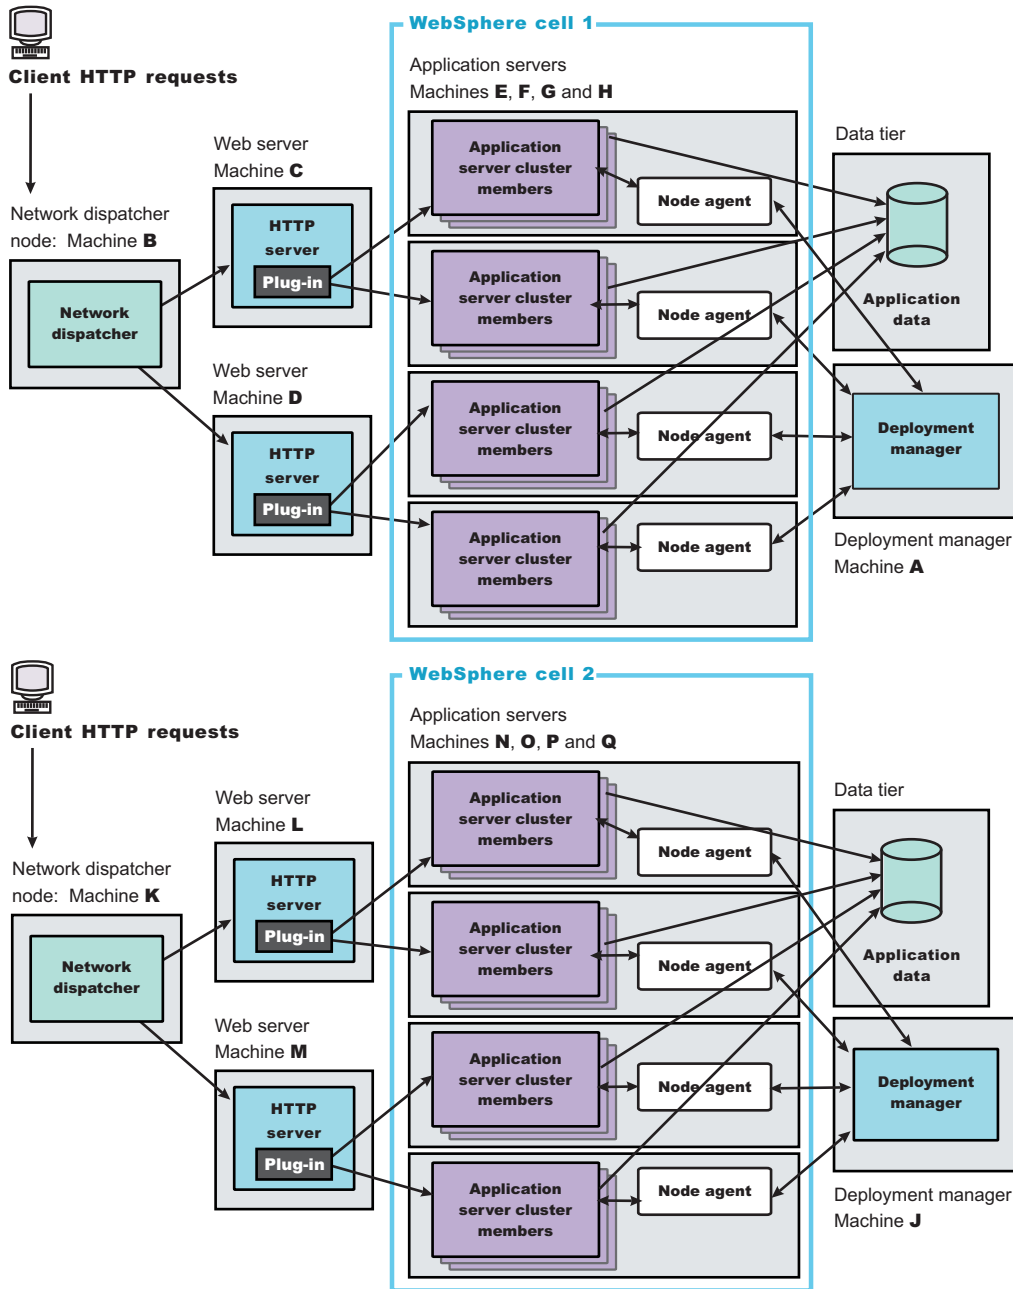 WebSphere cell 1
Client HTTP requests
Application servers
Machines E, F, G and H
Network dispatcher
node: Machine B
Network
dispatcher
Web server
Machine C
HTTP
server
Plug-in
Web server
Machine D
HTTP
server
Plug-in
Application
server cluster
members
Node agent
Application
server cluster
members
Node agent
Application
server cluster
members
Node agent
Application
server cluster
members
Node agent
Data tier
Application
data
Deployment
manager
Deployment manager
Machine A
WebSphere cell 2
Client HTTP requests
Application servers
Machines N, O, P and Q
Network dispatcher
node: Machine K
Network
dispatcher
Web server
Machine L
HTTP
server
Plug-in
Web server
Machine M
HTTP
server
Plug-in
Application
server cluster
members
Node agent
Application
server cluster
members
Node agent
Application
server cluster
members
Node agent
Application
server cluster
members
Node agent
Data tier
Application
data
Deployment
manager
Deployment manager
Machine J